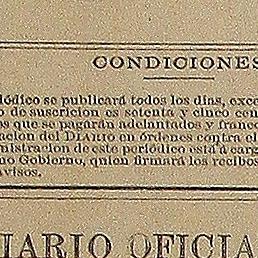 CONDICIONES
ódico se publicará todos los dias, exce
o de suscricion es setenta y cinco cen
os que se pagarán adelantados y franc
acion del DIARIO en órdenes contra el
inistracion de este periódico está á carg
no Gobierno, quien firmará los recibos
avisos.
IARIO OFICIA